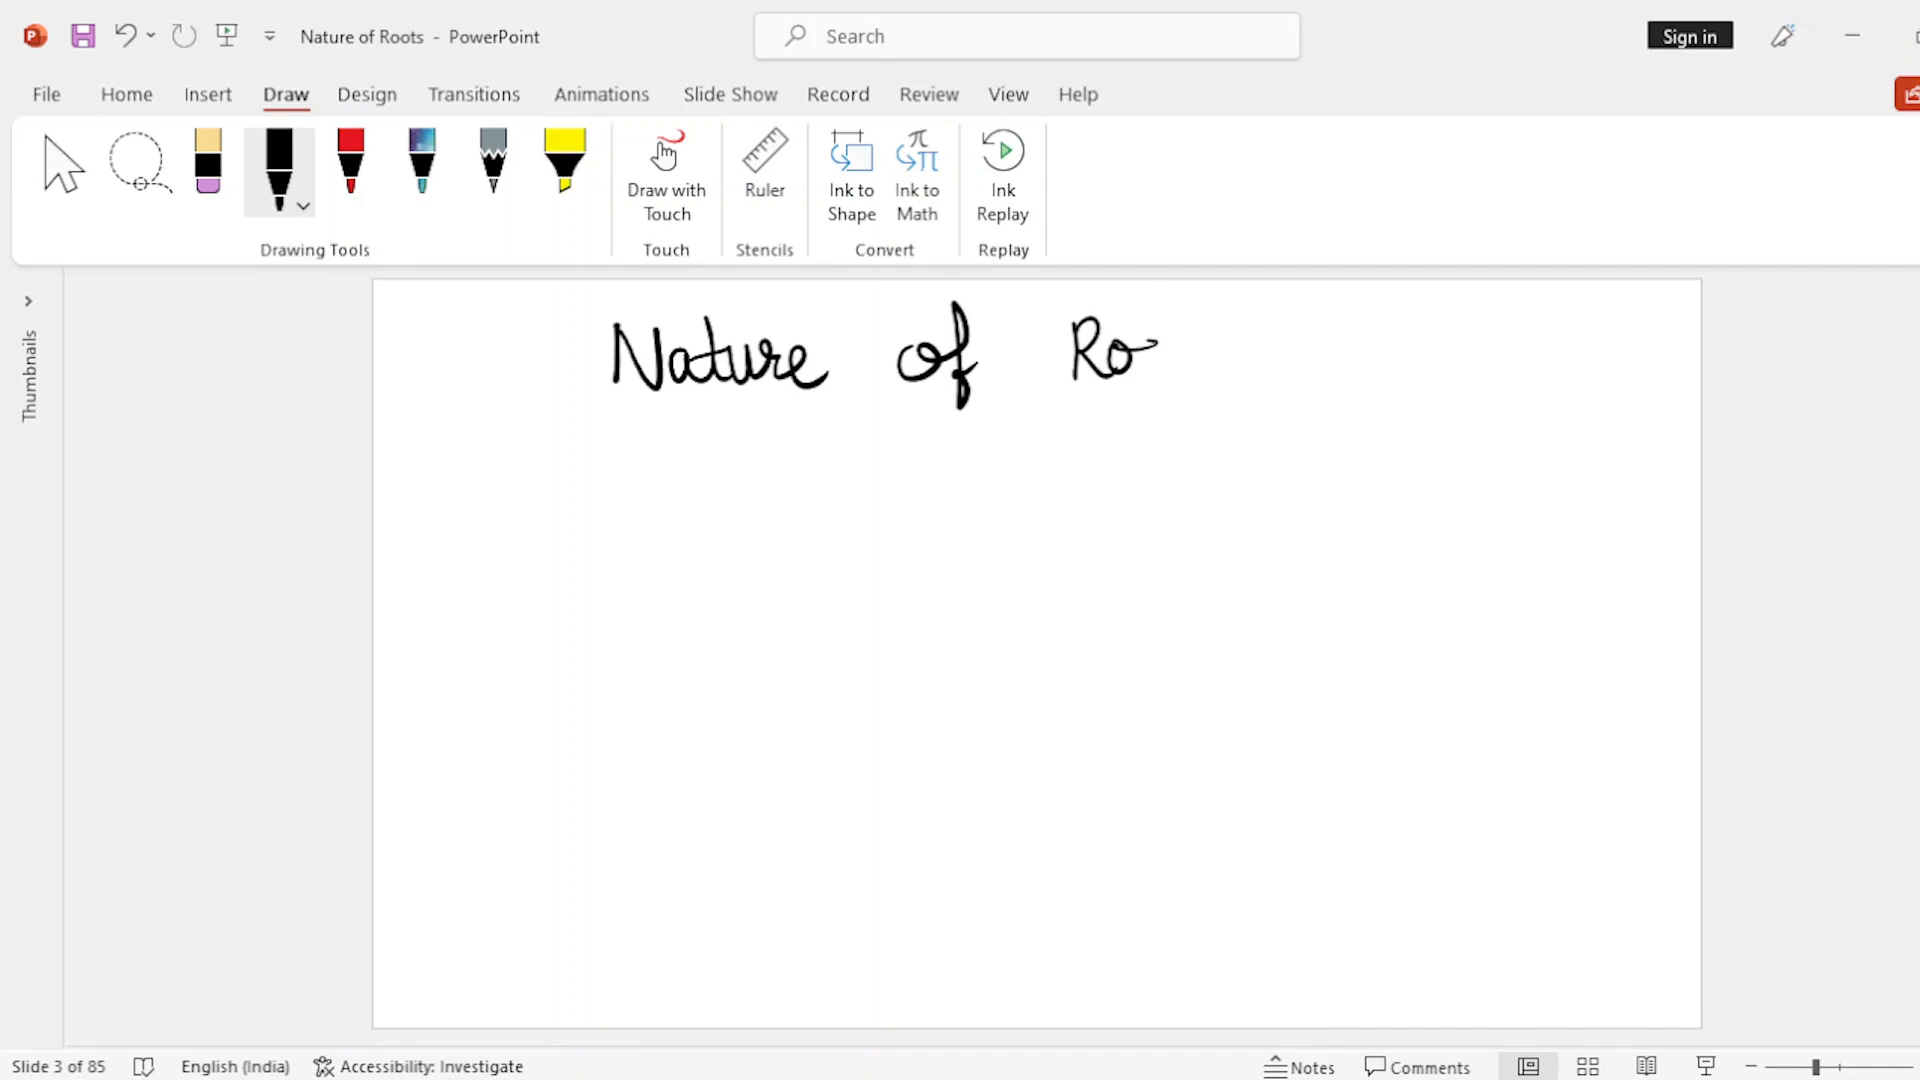 Nature of Roots - PowerPoint
Search
Sign in
File Home Insert Draw Design Transitions Animations Slide Show Record Review View Help
Draw with Touch
Ruler
Ink to Shape
Ink to Math
Ink Replay
Drawing Tools Touch Stencils Convert Replay
Thumbnails
Nature of Ro
Slide 3 of 85 English (India) Accessibility: Investigate Notes Comments